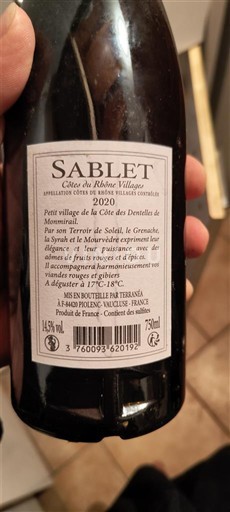 SABLET
Côtes du Rhône Villages
APPELLATION CÔTES DU RHÔNE VILLAGES CONTRÔLÉE
2020
Petit village de la Côte des Dentelles de
Monmirail.
Par son Terroir de Soleil, le Grenache,
la Syrah et le Mourvèdre expriment leur
élégance et leur puissance avec de
arômes de fruits rouges et d'épices.
Il accompagnera harmonieusement vos
viandes rouges et gibiers
A déguster à 17°C-18°C.
MIS EN BOUTEILLE PAR TERRANÉA
À F-84420 PIOLENC- VAUCLUSE - FRANCE
Produit de France - Contient des sulfites
14,5% vol.
750ml
3 760093 620192